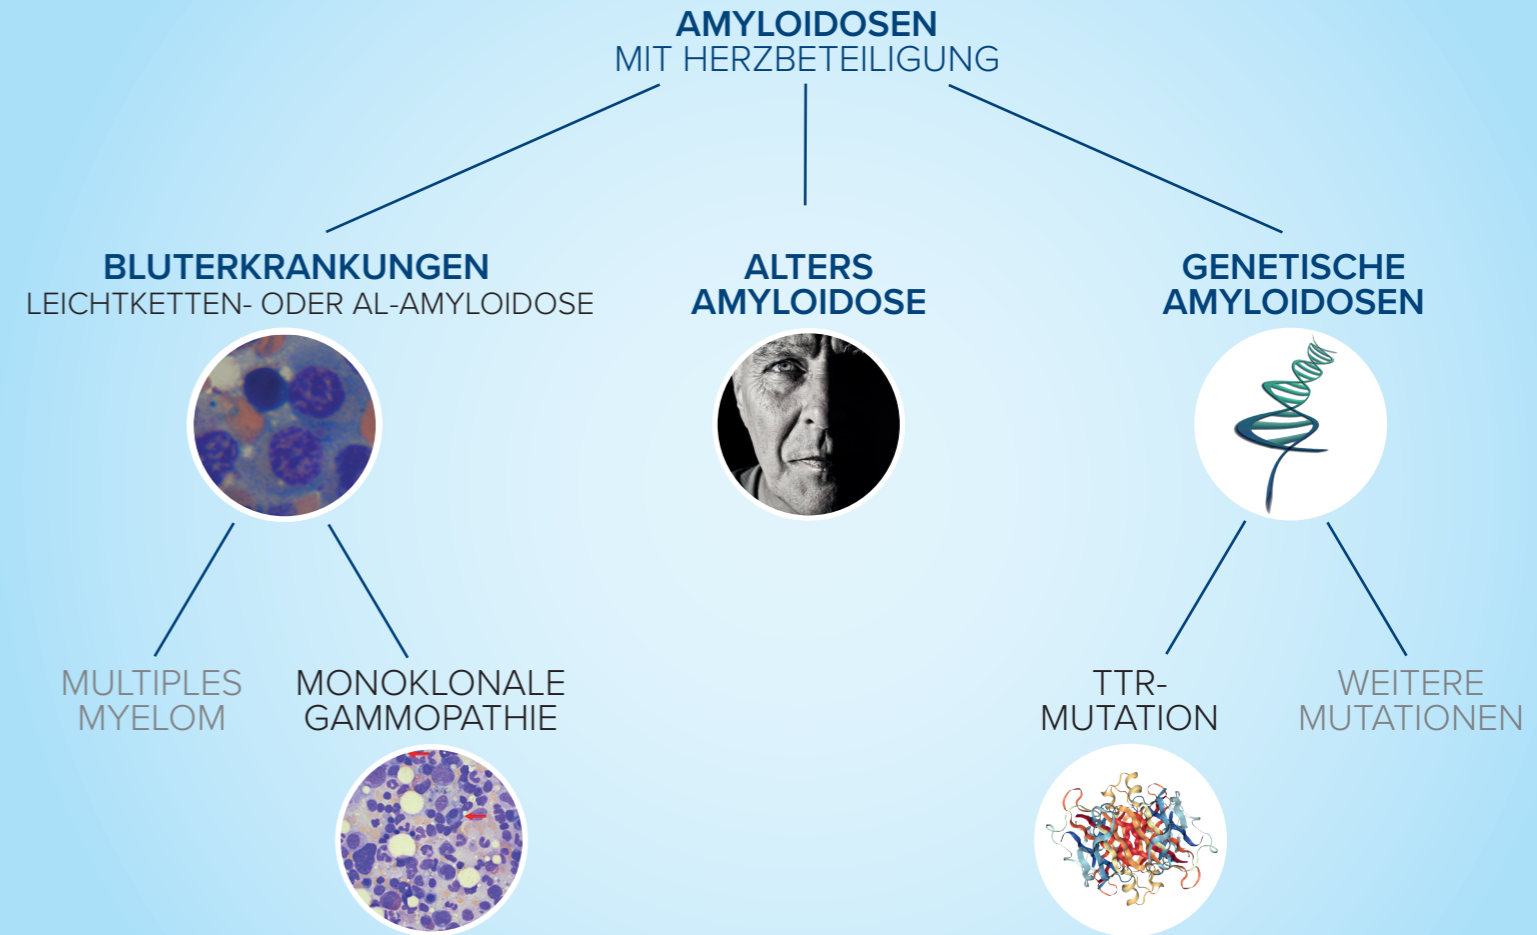 AMYLOIDOSEN
MIT HERZBETEILIGUNG
BLUTERKRANKUNGEN
LEICHTKETTEN- ODER AL-AMYLOIDOSE
ALTERS
AMYLOIDOSE
GENETISCHE
AMYLOIDOSEN
MULTIPLES
MYELOM
MONOKLONALE
GAMMOPATHIE
TTR-
MUTATION
WEITERE
MUTATIONEN